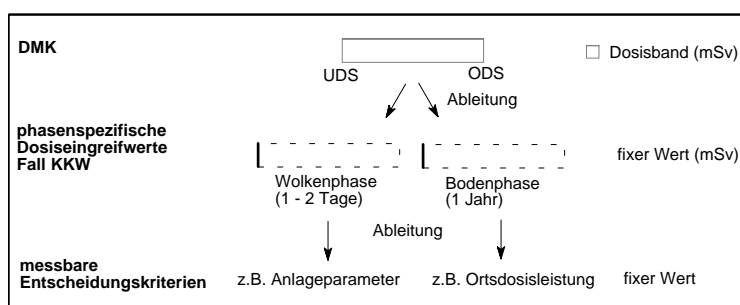 DMK
Dosisband (mSv)
UDS ODS
Ableitung
phasenspezifische
Dosiseingreifwerte
Fall KKW
fixer Wert (mSv)
Wolkenphase
(1 - 2 Tage)
Bodenphase
(1 Jahr)
Ableitung
messbare
Entscheidungskriterien
z.B. Anlageparameter
z.B. Ortsdosisleistung
fixer Wert